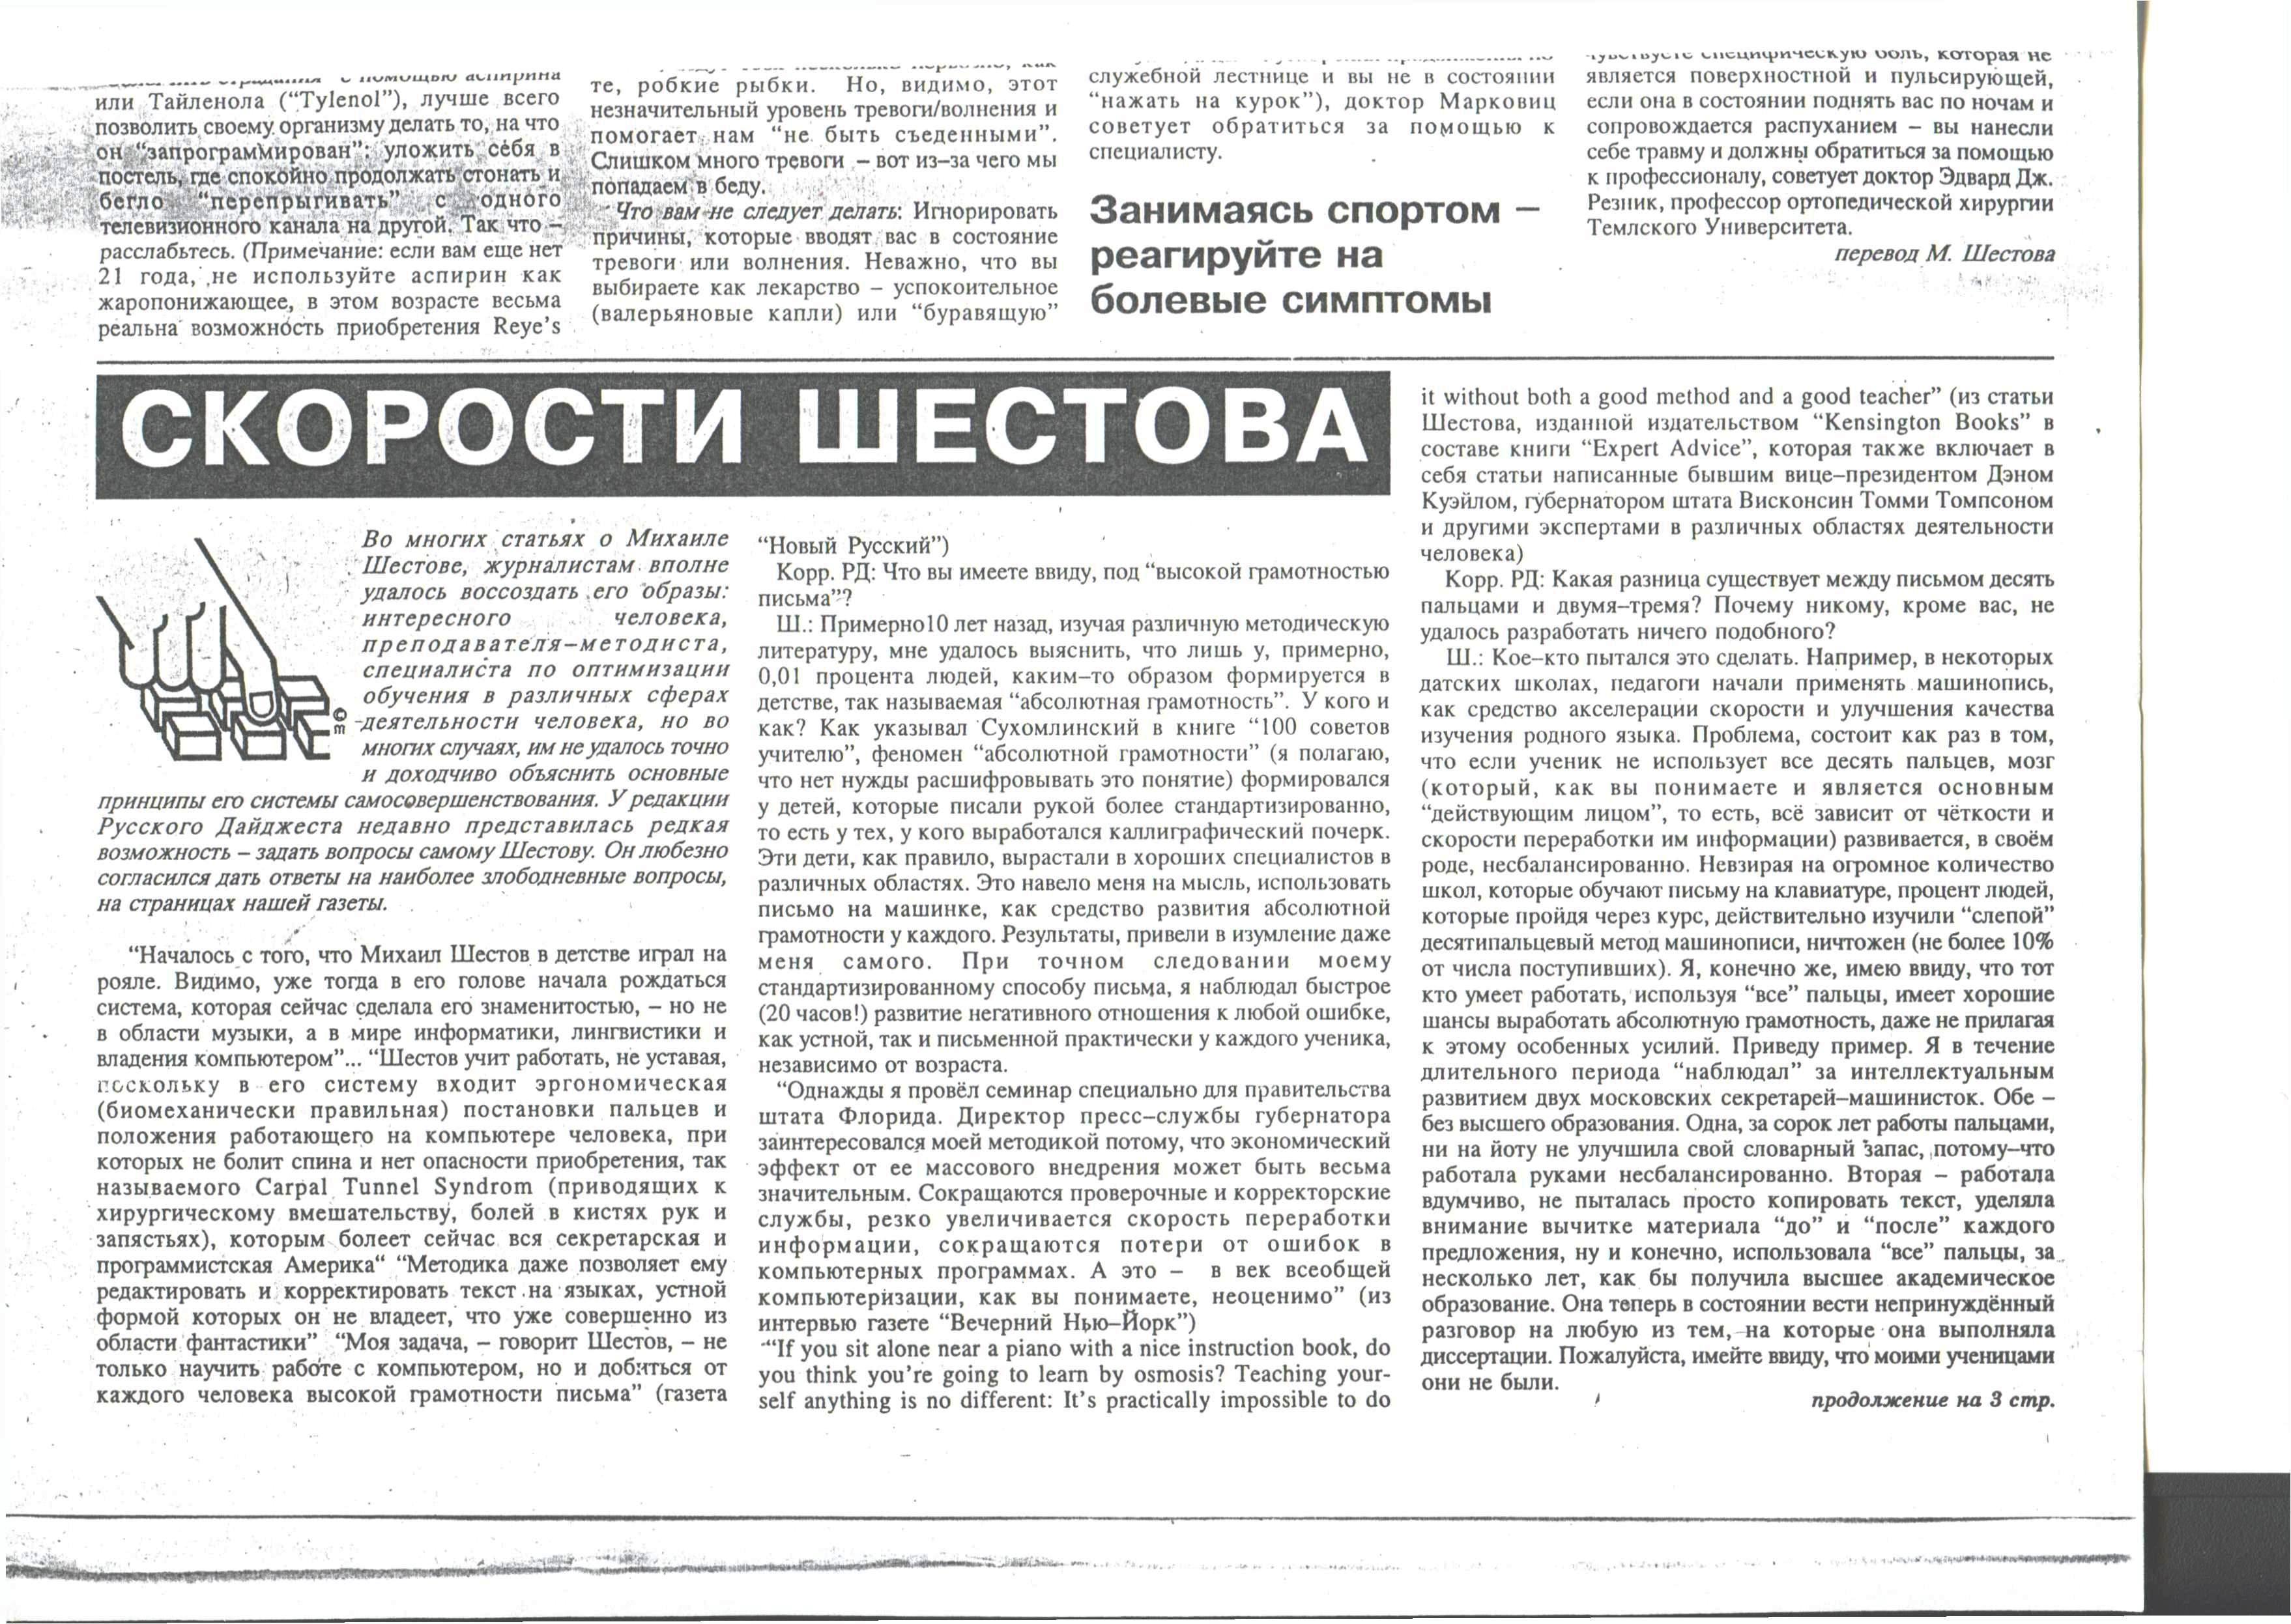 с помощью аспирина
или Тайленола (“Tylenol”), лучше всего
позволить своему организму делать то, на что
он “запрограммирован”: уложить себя в
постель, где спокойно продолжать стонать и
бегло “перепрыгивать” с одного
телевизионного канала на другой. Так что –
расслабьтесь. (Примечание: если вам еще нет
21 года, не используйте аспирин как
жаропонижающее, в этом возрасте весьма
реальна возможность приобретения Reye's
те, робкие рыбки. Но, видимо, этот
незначительный уровень тревоги/волнения и
помогает нам “не быть съеденными”.
Слишком много тревоги – вот из-за чего мы
попадаем в беду.
Что вам не следует делать: Игнорировать
причины, которые вводят вас в состояние
тревоги или волнения. Неважно, что вы
выбираете как лекарство – успокоительное
(валерьяновые капли) или “буравящую”
служебной лестнице и вы не в состоянии
“нажать на курок”), доктор Марковиц
советует обратиться за помощью к
специалисту.
Занимаясь спортом –
реагируйте на
болевые симптомы
чувствуете специфическую боль, которая не
является поверхностной и пульсирующей,
если она в состоянии поднять вас по ночам и
сопровождается распуханием – вы нанесли
себе травму и должны обратиться за помощью
к профессионалу, советует доктор Эдвард Дж.
Резник, профессор ортопедической хирургии
Темлского Университета.
перевод М. Шестова
СКОРОСТИ ШЕСТОВА
Во многих статьях о Михаиле
Шестове, журналистам вполне
удалось воссоздать его образы:
интересного человека,
преподавателя–методиста,
специалиста по оптимизации
обучения в различных сферах
деятельности человека, но во
многих случаях, им не удалось точно
и доходчиво объяснить основные
принципы его системы самосовершенствования. У редакции
Русского Дайджеста недавно представилась редкая
возможность – задать вопросы самому Шестову. Он любезно
согласился дать ответы на наиболее злободневные вопросы,
на страницах нашей газеты.
“Началось с того, что Михаил Шестов в детстве играл на
рояле. Видимо, уже тогда в его голове начала рождаться
система, которая сейчас сделала его знаменитостью, – но не
в области музыки, а в мире информатики, лингвистики и
владения компьютером”... “Шестов учит работать, не уставая,
поскольку в его систему входит эргономическая
(биомеханически правильная) постановки пальцев и
положения работающего на компьютере человека, при
которых не болит спина и нет опасности приобретения, так
называемого Carpal Tunnel Syndrom (приводящих к
хирургическому вмешательству, болей в кистях рук и
запястьях), которым болеет сейчас вся секретарская и
программистская Америка“ “Методика даже позволяет ему
редактировать и корректировать текст на языках, устной
формой которых он не владеет, что уже совершенно из
области фантастики” “Моя задача, – говорит Шестов, – не
только научить работе с компьютером, но и добиться от
каждого человека высокой грамотности письма” (газета
“Новый Русский”)
Корр. РД: Что вы имеете ввиду, под “высокой грамотностью
письма”?
Ш.: Примерно10 лет назад, изучая различную методическую
литературу, мне удалось выяснить, что лишь у, примерно,
0,01 процента людей, каким–то образом формируется в
детстве, так называемая “абсолютная грамотность”. У кого и
как? Как указывал Сухомлинский в книге “100 советов
учителю”, феномен “абсолютной грамотности” (я полагаю,
что нет нужды расшифровывать это понятие) формировался
у детей, которые писали рукой более стандартизированно,
то есть у тех, у кого выработался каллиграфический почерк.
Эти дети, как правило, вырастали в хороших специалистов в
различных областях. Это навело меня на мысль, использовать
письмо на машинке, как средство развития абсолютной
грамотности у каждого. Результаты, привели в изумление даже
меня самого. При точном следовании моему
стандартизированному способу письма, я наблюдал быстрое
(20 часов!) развитие негативного отношения к любой ошибке,
как устной, так и письменной практически у каждого ученика,
независимо от возраста.
“Однажды я провёл семинар специально для правительства
штата Флорида. Директор пресс–службы губернатора
заинтересовался моей методикой потому, что экономический
эффект от ее массового внедрения может быть весьма
значительным. Сокращаются проверочные и корректорские
службы, резко увеличивается скорость переработки
информации, сокращаются потери от ошибок в
компьютерных программах. А это – в век всеобщей
компьютеризации, как вы понимаете, неоценимо” (из
интервью газете “Вечерний Нью–Йорк”)
“If you sit alone near a piano with a nice instruction book, do
you think you're going to learn by osmosis? Teaching your-
self anything is no different: It's practically impossible to do
it without both a good method and a good teacher” (из статьи
Шестова, изданной издательством “Kensington Books” в
составе книги “Expert Advice”, которая также включает в
себя статьи написанные бывшим вице–президентом Дэном
Куэйлом, губернатором штата Висконсин Томми Томпсоном
и другими экспертами в различных областях деятельности
человека)
Корр. РД: Какая разница существует между письмом десять
пальцами и двумя–тремя? Почему никому, кроме вас, не
удалось разработать ничего подобного?
Ш.: Кое–кто пытался это сделать. Например, в некоторых
датских школах, педагоги начали применять машинопись,
как средство акселерации скорости и улучшения качества
изучения родного языка. Проблема, состоит как раз в том,
что если ученик не использует все десять пальцев, мозг
(который, как вы понимаете и является основным
“действующим лицом”, то есть, всё зависит от чёткости и
скорости переработки им информации) развивается, в своём
роде, несбалансированно. Невзирая на огромное количество
школ, которые обучают письму на клавиатуре, процент людей,
которые пройдя через курс, действительно изучили “слепой”
десятипальцевый метод машинописи, ничтожен (не более 10%
от числа поступивших). Я, конечно же, имею ввиду, что тот
кто умеет работать, используя “все” пальцы, имеет хорошие
шансы выработать абсолютную грамотность, даже не прилагая
к этому особенных усилий. Приведу пример. Я в течение
длительного периода “наблюдал” за интеллектуальным
развитием двух московских секретарей–машинисток. Обе –
без высшего образования. Одна, за сорок лет работы пальцами,
ни на йоту не улучшила свой словарный запас, потому–что
работала руками несбалансированно. Вторая – работала
вдумчиво, не пыталась просто копировать текст, уделяла
внимание вычитке материала “до” и “после” каждого
предложения, ну и конечно, использовала “все” пальцы, за
несколько лет, как бы получила высшее академическое
образование. Она теперь в состоянии вести непринуждённый
разговор на любую из тем, на которые она выполняла
диссертации. Пожалуйста, имейте ввиду, что моими ученицами
они не были.
продолжение на 3 стр.